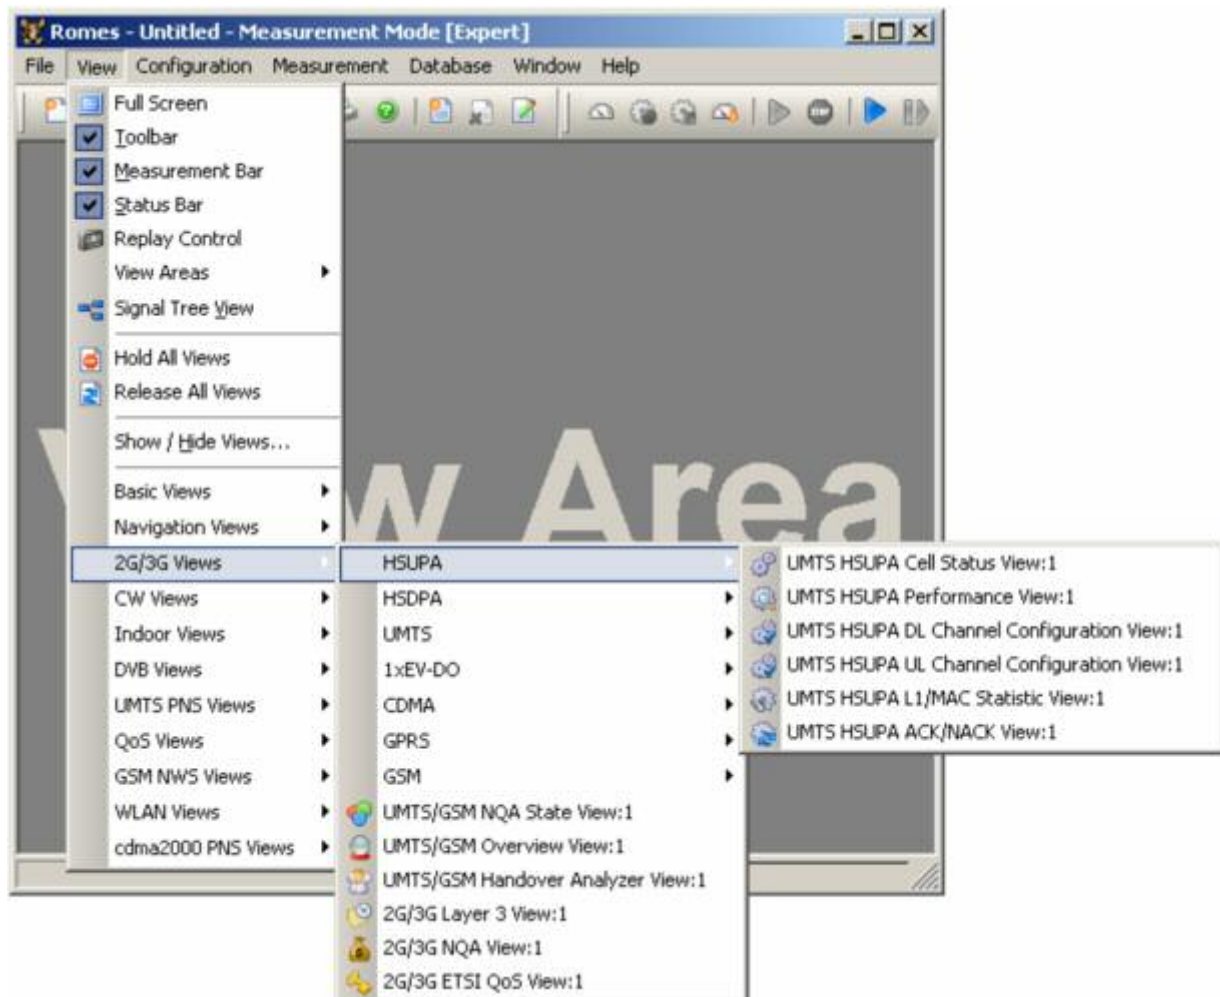 Romes - Untitled - Measurement Mode [Expert]
File View Configuration Measurement Database Window Help
Full Screen
Toolbar
Measurement Bar
Status Bar
Replay Control
View Areas
Signal Tree View
Hold All Views
Release All Views
Show / Hide Views...
Basic Views
Navigation Views
2G/3G Views
CW Views
Indoor Views
DVB Views
UMTS PNS Views
QoS Views
GSM NWS Views
WLAN Views
cdma2000 PNS Views
HSUPA
HSDPA
UMTS
1xEV-DO
CDMA
GPRS
GSM
UMTS/GSM NQA State View:1
UMTS/GSM Overview View:1
UMTS/GSM Handover Analyzer View:1
2G/3G Layer 3 View:1
2G/3G NQA View:1
2G/3G ETSI QoS View:1
UMTS HSUPA Cell Status View:1
UMTS HSUPA Performance View:1
UMTS HSUPA DL Channel Configuration View:1
UMTS HSUPA UL Channel Configuration View:1
UMTS HSUPA L1/MAC Statistic View:1
UMTS HSUPA ACK/NACK View:1
Area